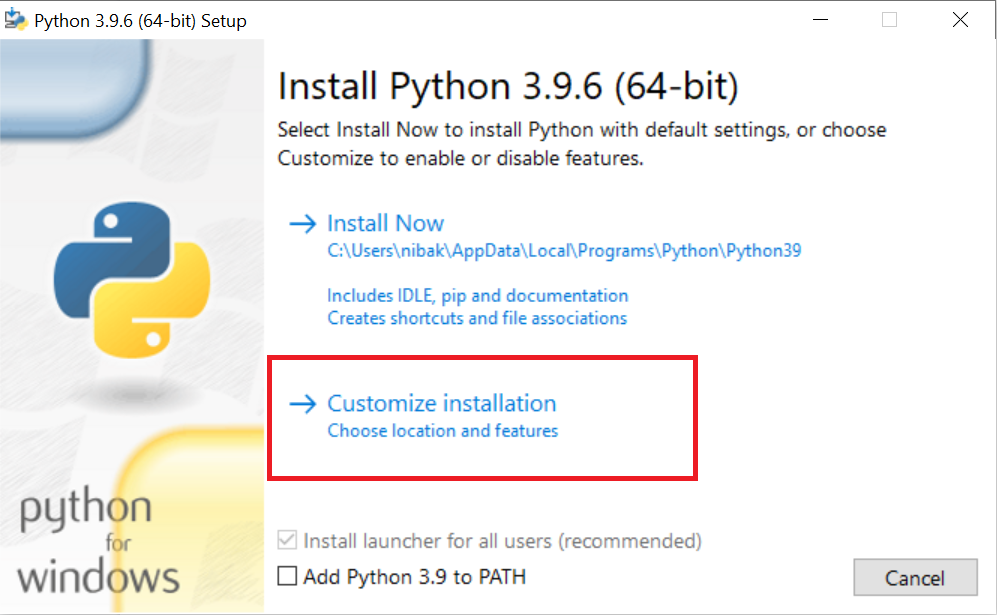 Python 3.9.6 (64-bit) Setup
Install Python 3.9.6 (64-bit)
Select Install Now to install Python with default settings, or choose
Customize to enable or disable features.
Install Now
C:\Users\nibak\AppData\Local\Programs\Python\Python39
Includes IDLE, pip and documentation
Creates shortcuts and file associations
Customize installation
Choose location and features
python
for
windows
Install launcher for all users (recommended)
Add Python 3.9 to PATH
Cancel